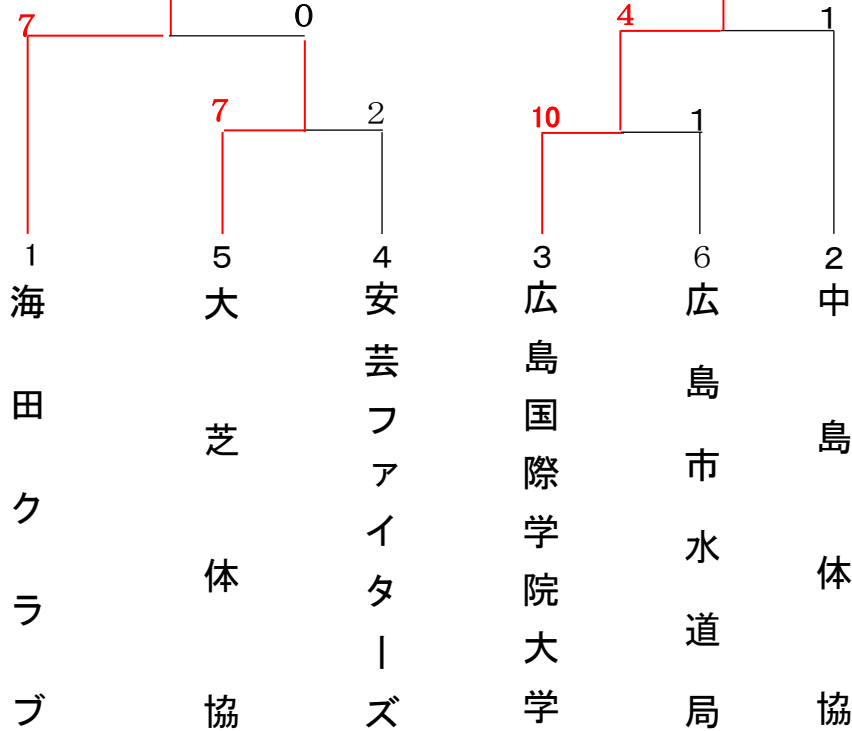 7 0 4 1
7 2 10 1
1 5 4 3 6 2
海田クラブ
大芝体協
安芸ファイターズ
広島国際学院大学
広島市水道局
中島体協